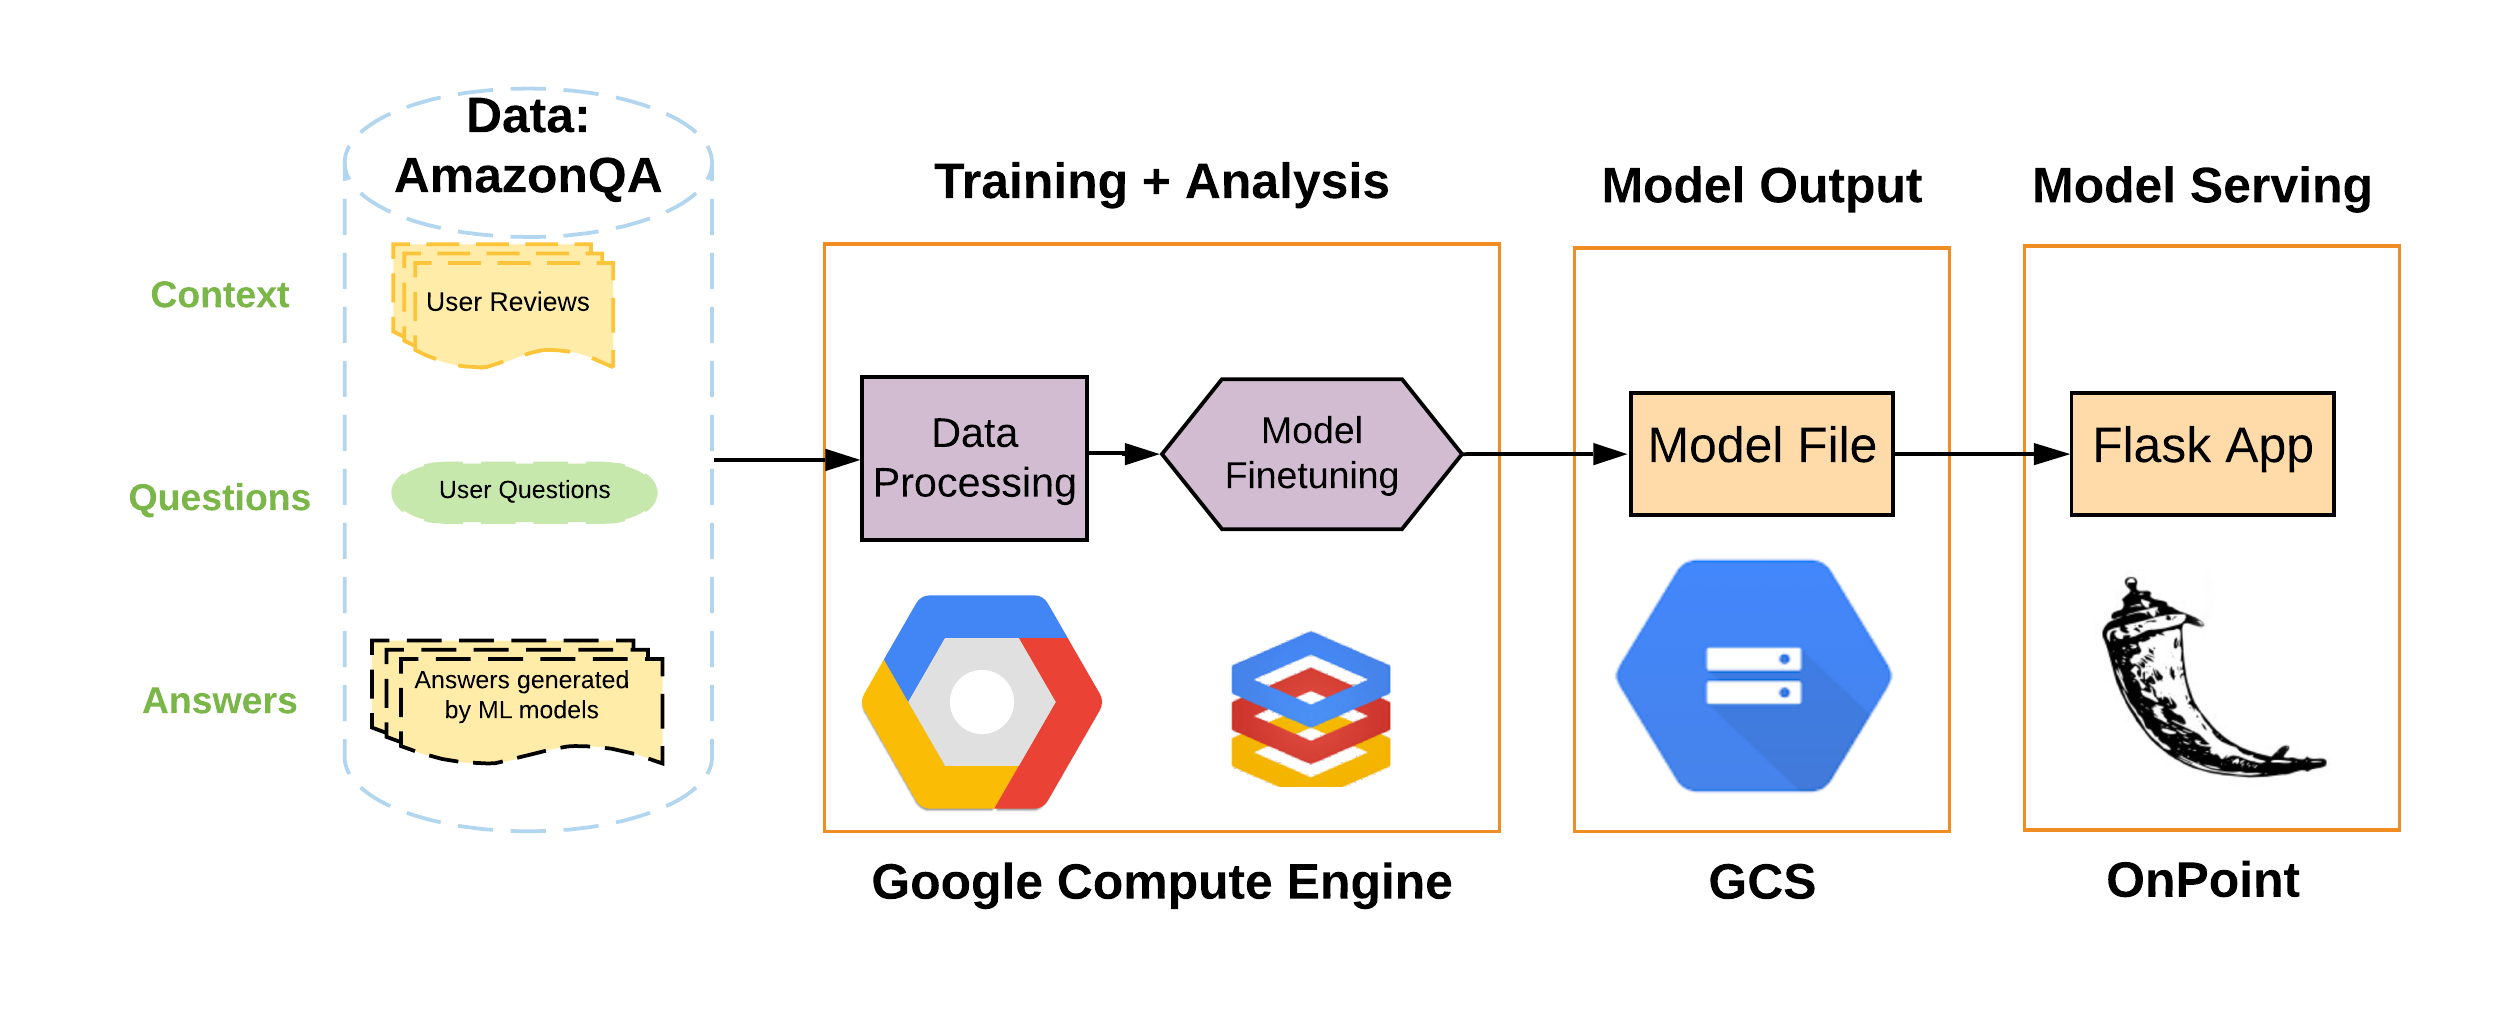 Data:
AmazonQA
Context
User Reviews
Questions
User Questions
Answers
Answers generated
by ML models
Training + Analysis
Data
Processing
Model
Finetuning
Google Compute Engine
Model Output
Model File
GCS
Model Serving
Flask App
OnPoint